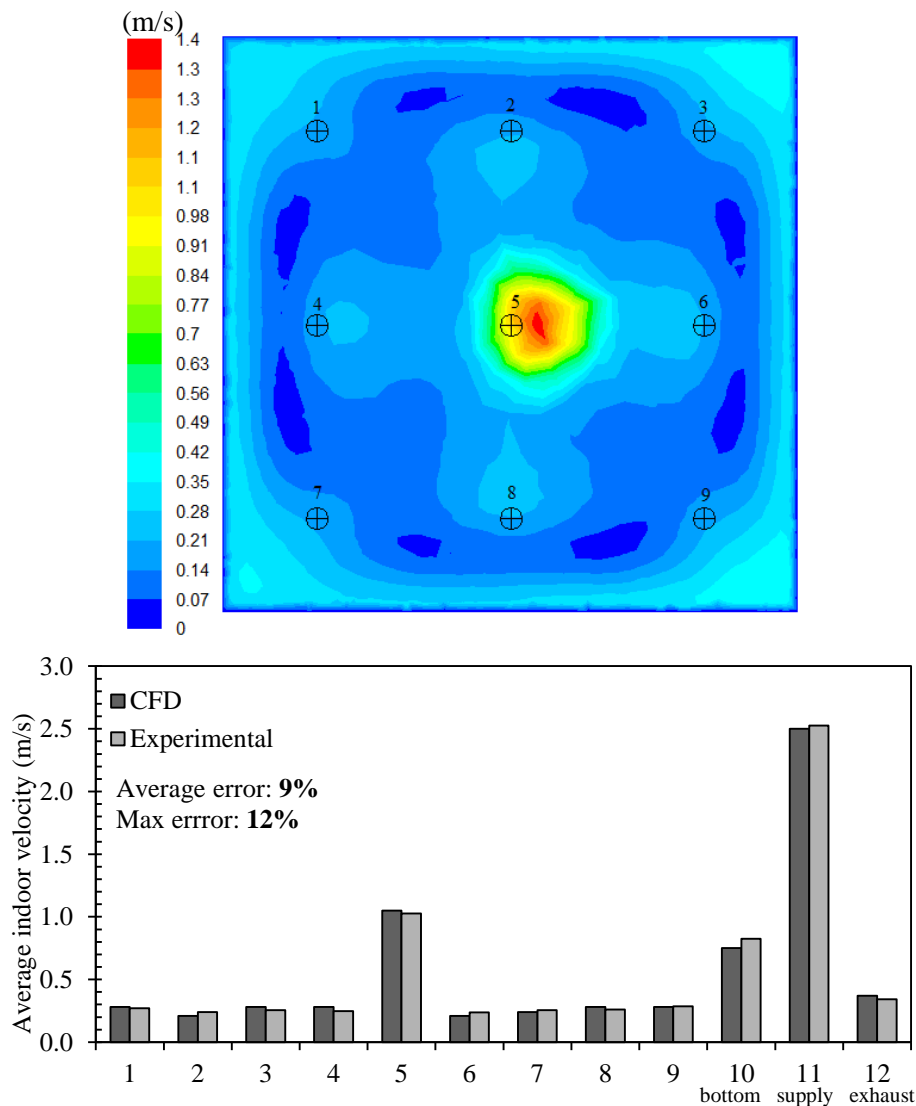 (m/s)
1.4
1.3
1.3
1.2
1.1
0.98
0.91
0.84
0.77
0.7
0.63
0.56
0.49
0.42
0.35
0.28
0.21
0.14
0.07
0
1 2 3
4 5 6
7 8 9
3.0
2.5
2.0
1.5
1.0
0.5
0.0
Average indoor velocity (m/s)
CFD
Experimental
Average error: 9%
Max errror: 12%
1 2 3 4 5 6 7 8 9 10 11 12
bottom supply exhaust